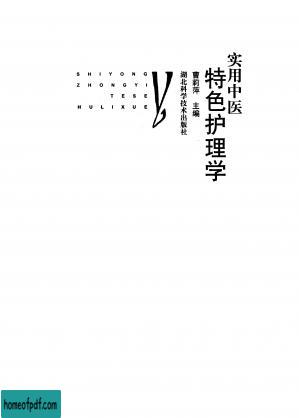 实用中医
特色护理学
曹莉萍 主编
湖北科学技术出版社
SHIYONG
ZHONGYI
TESE
HULIXUE
homeofpdf.com